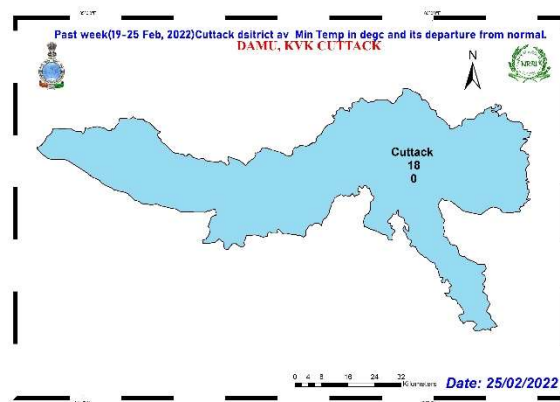 Past week(19-25 Feb, 2022)Cuttack dsitrict av Min Temp in degc and its departure from normal.
DAMU, KVK CUTTACK
N
NRRI
Cuttack
18
0
0 4 8 16 24 32
Kilometers
Date: 25/02/2022